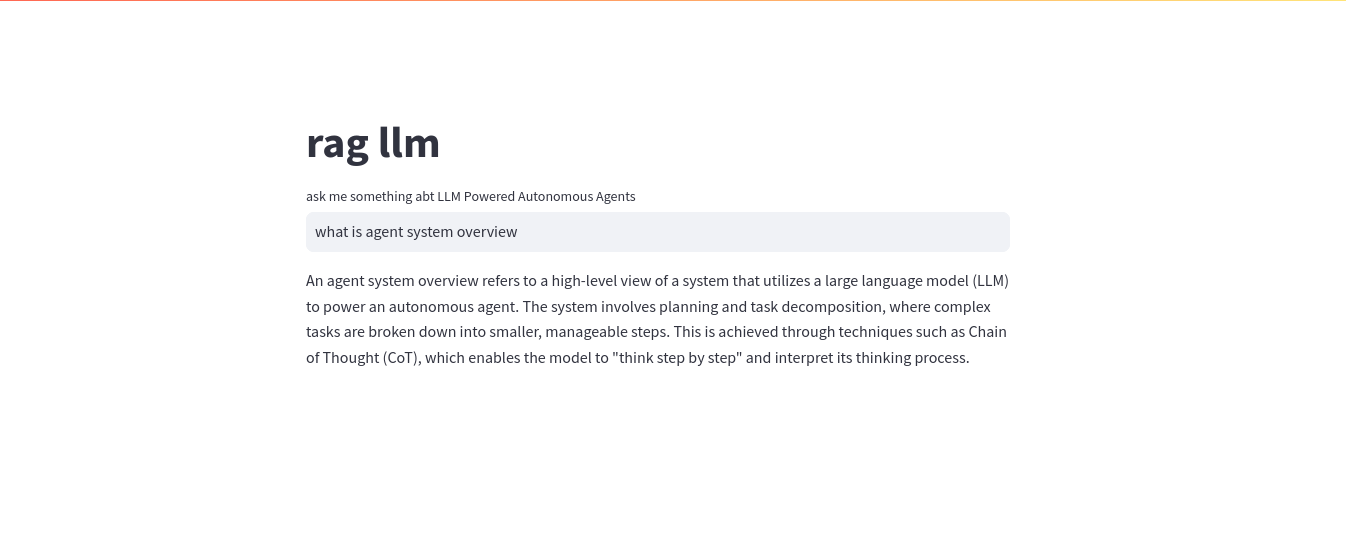 rag llm
ask me something abt LLM Powered Autonomous Agents
what is agent system overview
An agent system overview refers to a high-level view of a system that utilizes a large language model (LLM)
to power an autonomous agent. The system involves planning and task decomposition, where complex
tasks are broken down into smaller, manageable steps. This is achieved through techniques such as Chain
of Thought (CoT), which enables the model to "think step by step" and interpret its thinking process.